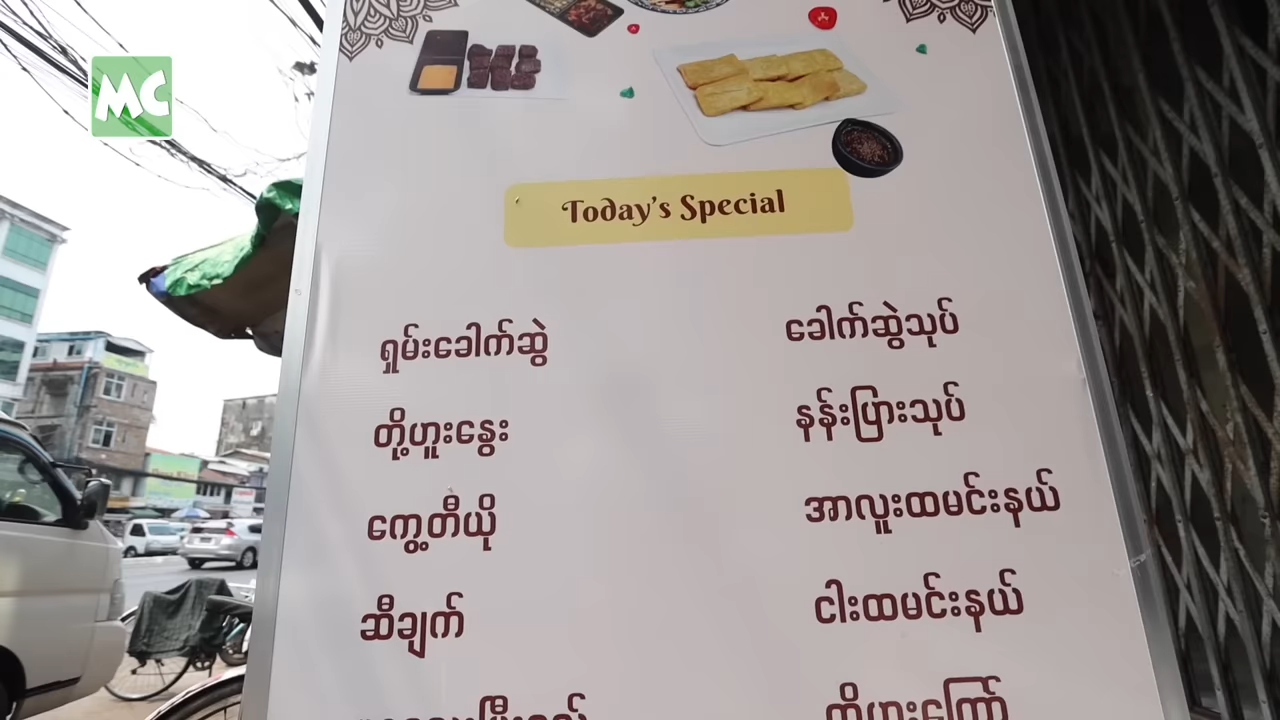 MC
Today's Special
ရှမ်းခေါက်ဆွဲ
ခေါက်ဆွဲသုပ်
တို့ဟူးနွေး
နန်းပြားသုပ်
ကွေ့တီယို
အာလူးထမင်းနယ်
ဆီချက်
ငါးထမင်းနယ်
တိုဟူးကြော်